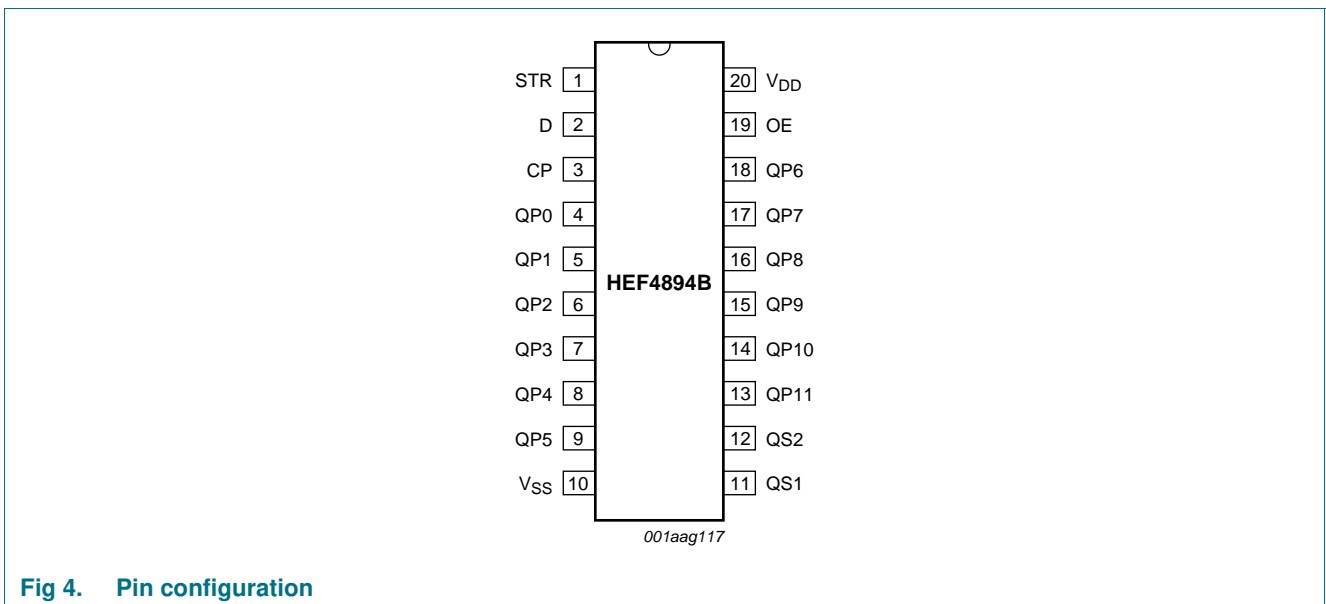 STR 1 20 VDD
D 2 19 OE
CP 3 18 QP6
QP0 4 17 QP7
QP1 5 16 QP8
HEF4894B
QP2 6 15 QP9
QP3 7 14 QP10
QP4 8 13 QP11
QP5 9 12 QS2
VSS 10 11 QS1
001aag117
Fig 4. Pin configuration